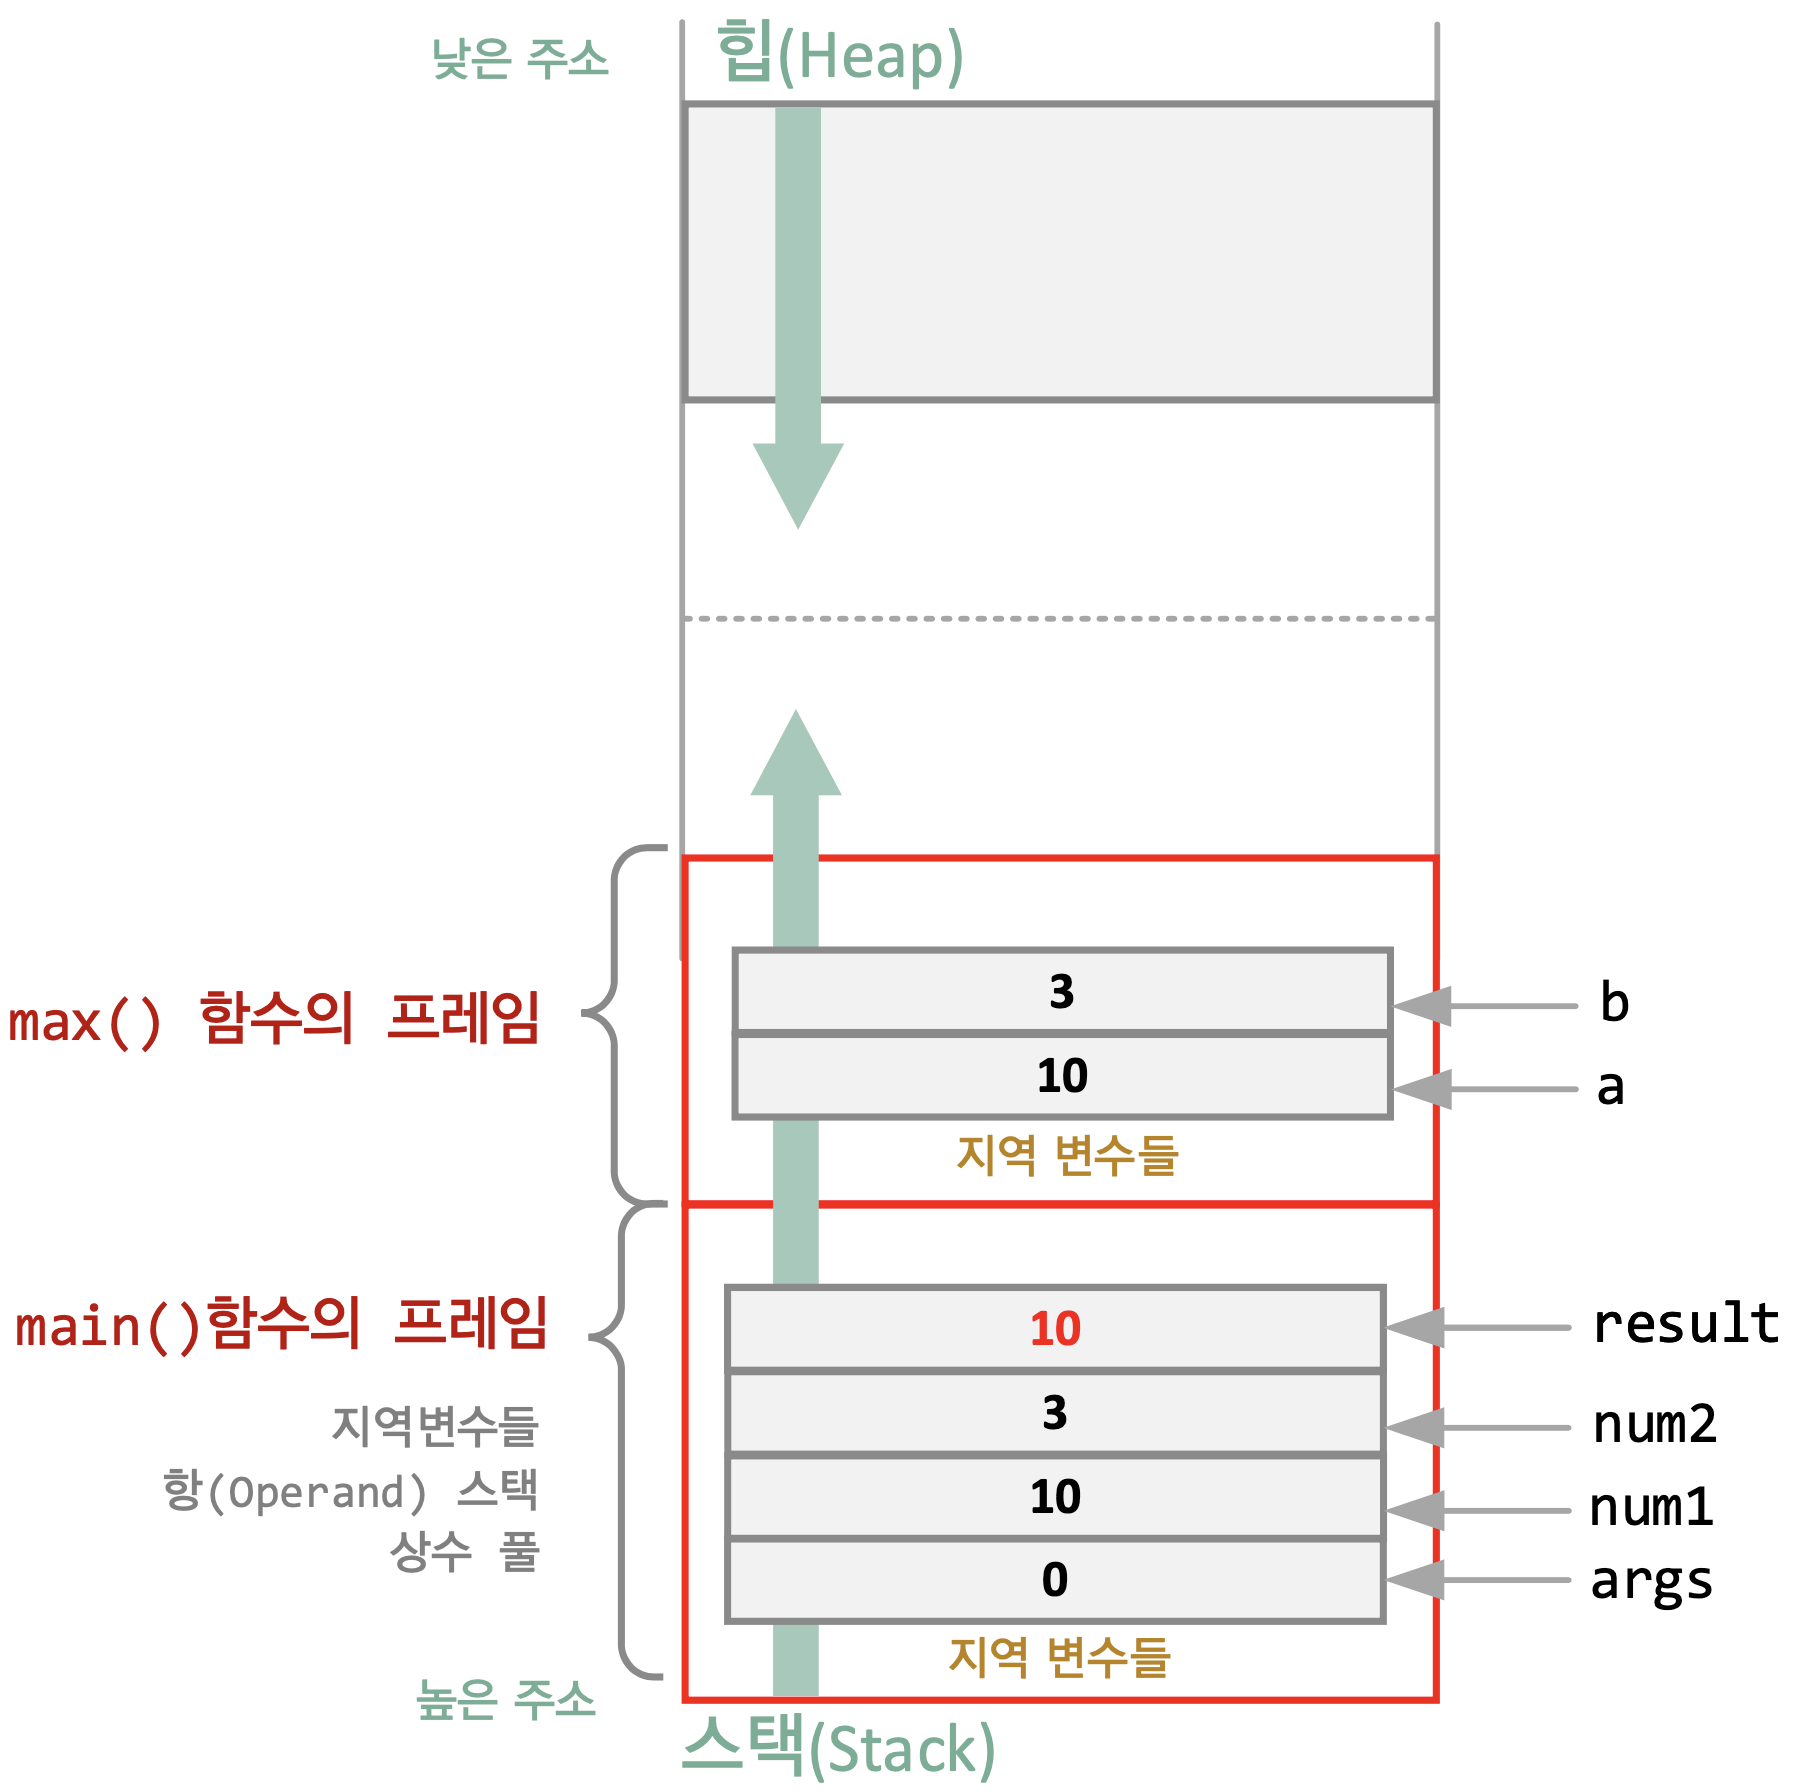 낮은 주소
힙(Heap)
max() 함수의 프레임
3
b
10
a
지역 변수들
main()함수의 프레임
지역변수들
항(Operand) 스택
상수 풀
10
result
3
num2
10
num1
0
args
지역 변수들
높은 주소
스택(Stack)